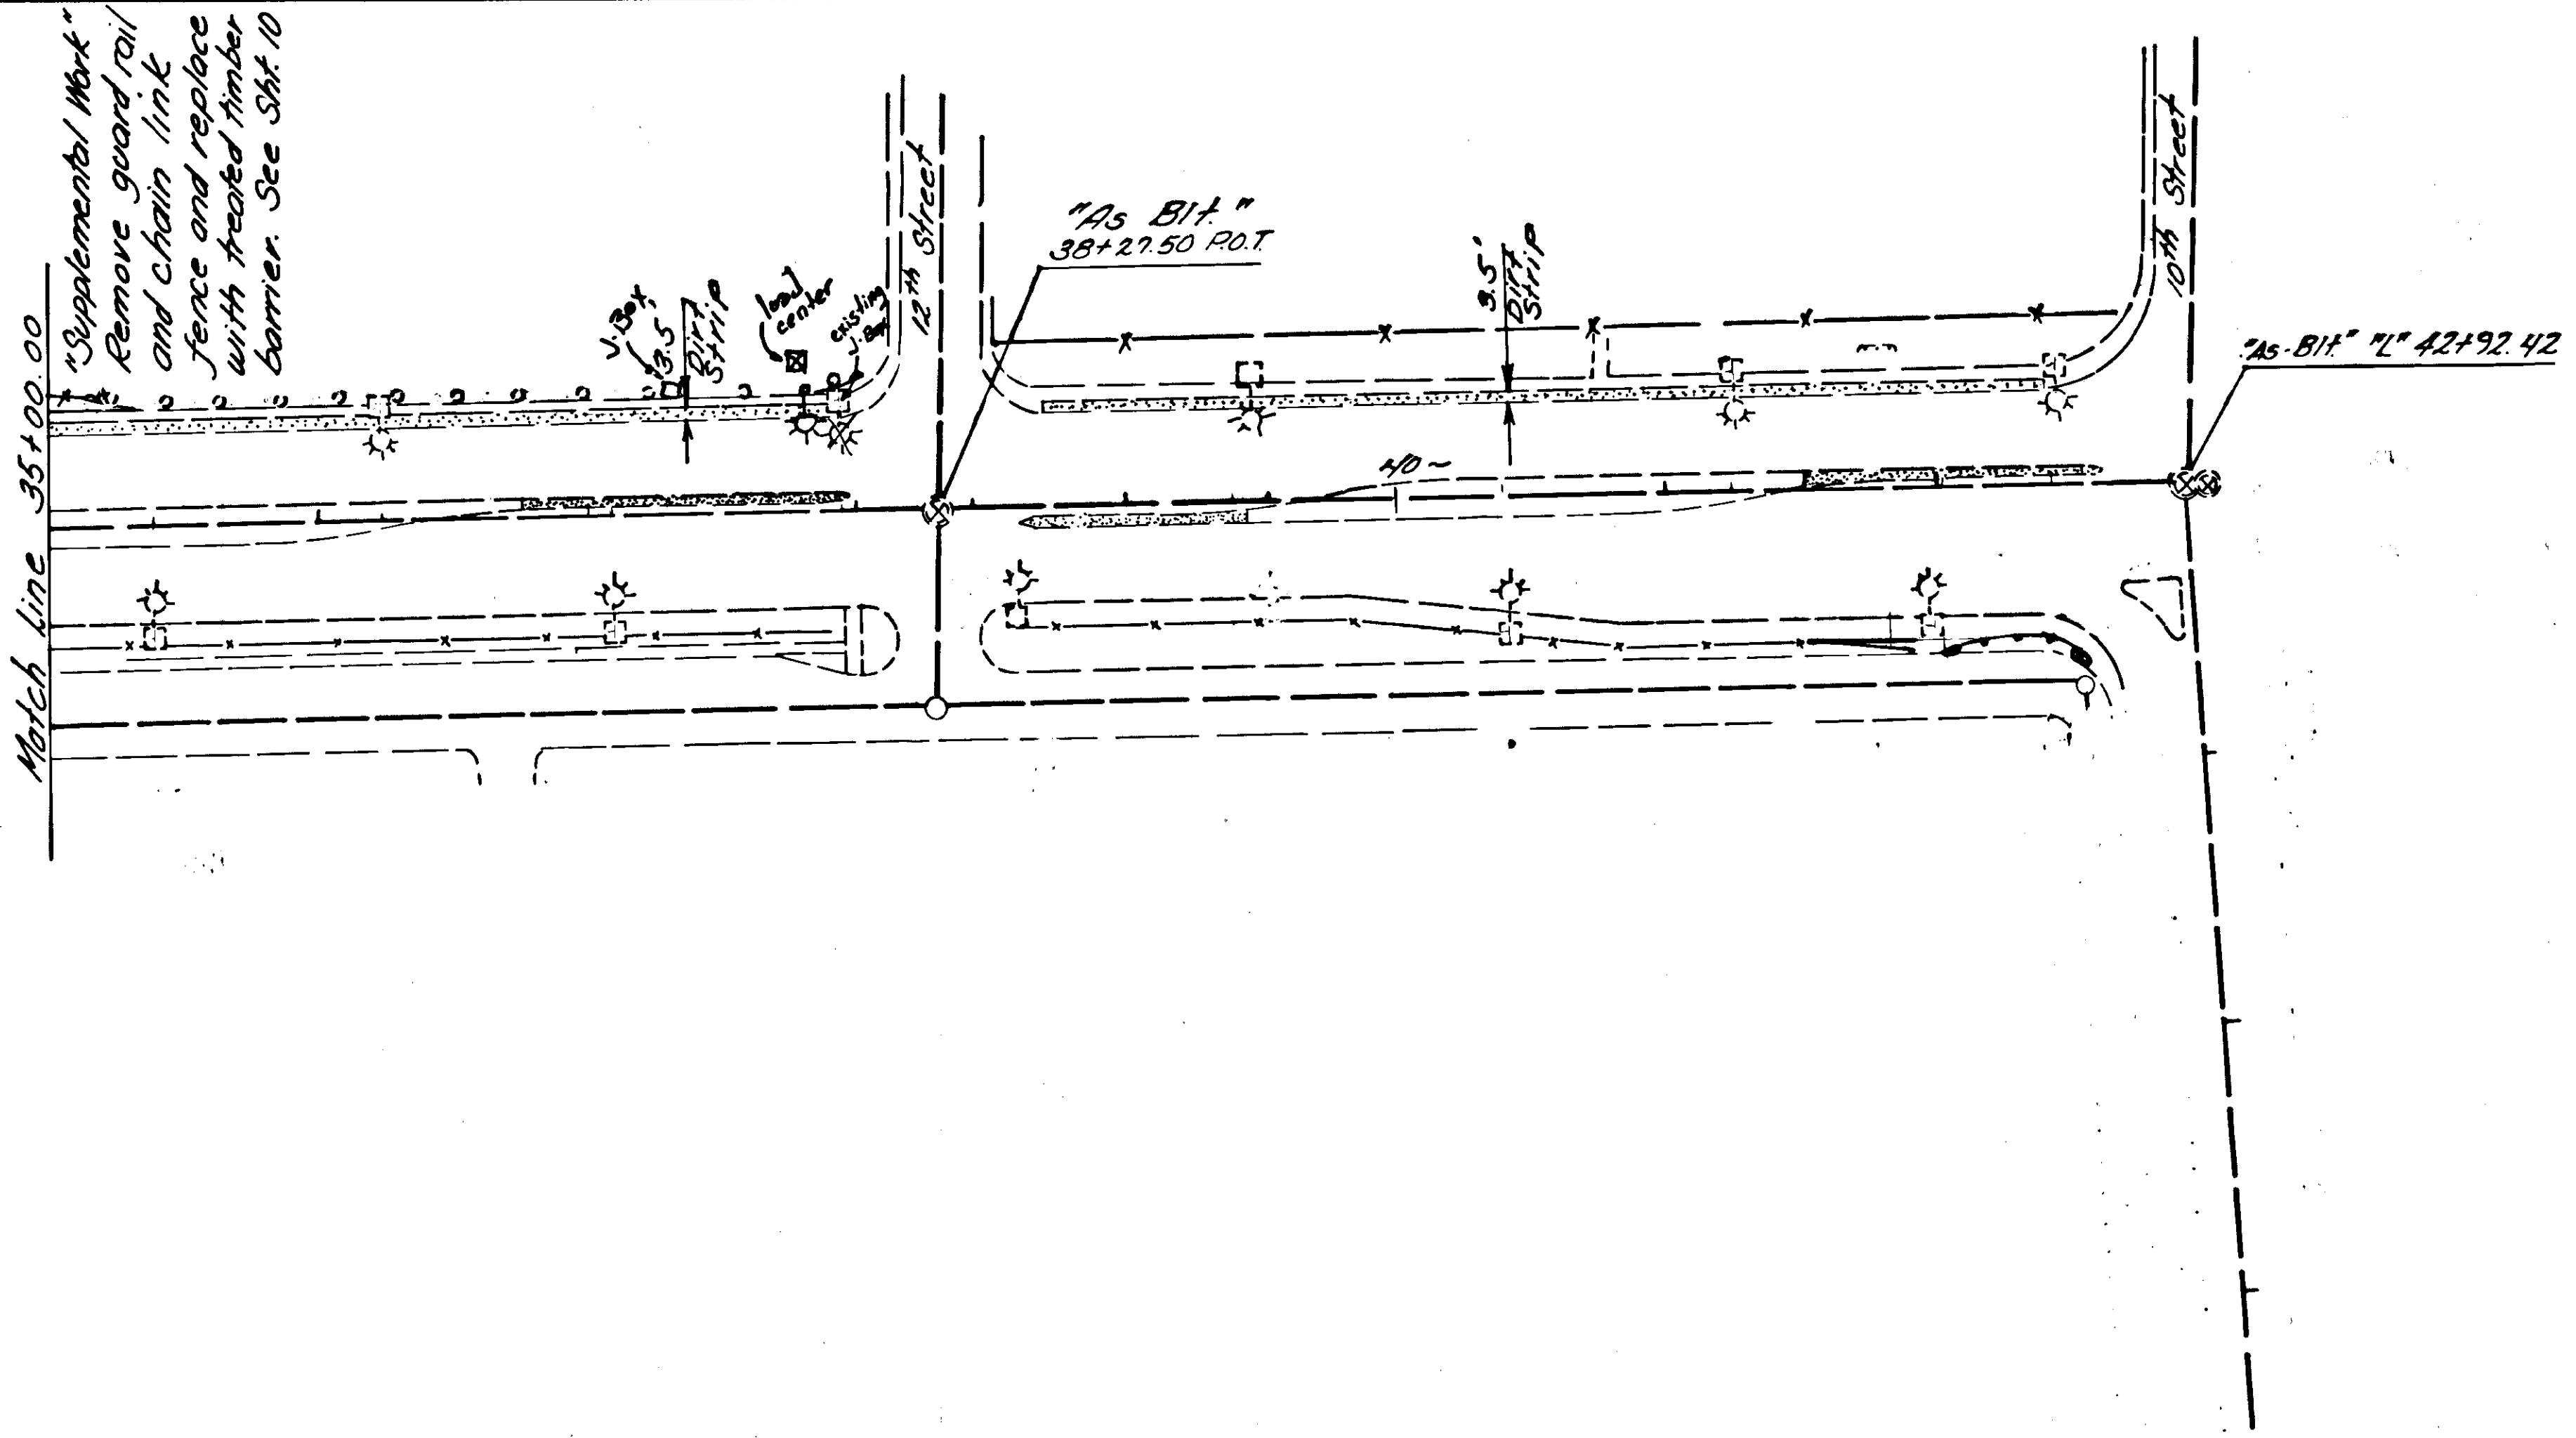 "Supplemental Work"
Remove guard rail
and chain link
fence and replace
with treated timber
barrier. See Sht. 10
Match Line 35+00.00
J. Box
3.5'
Dirt
Strip
load
center
existing
J. Box
12th Street
"As Blt."
38+27.50 P.O.T.
3.5'
Dirt
Strip
40~
10th Street
"As-Blt." "L" 42+92.42